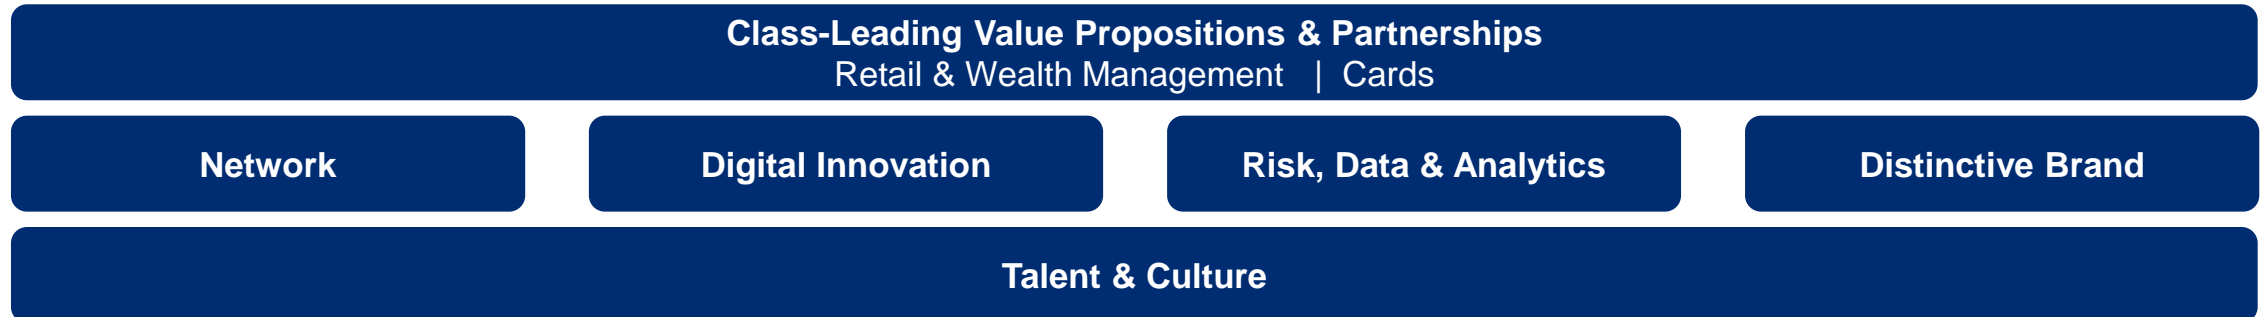 Class-Leading Value Propositions & Partnerships
Retail & Wealth Management | Cards
Network
Digital Innovation
Risk, Data & Analytics
Distinctive Brand
Talent & Culture